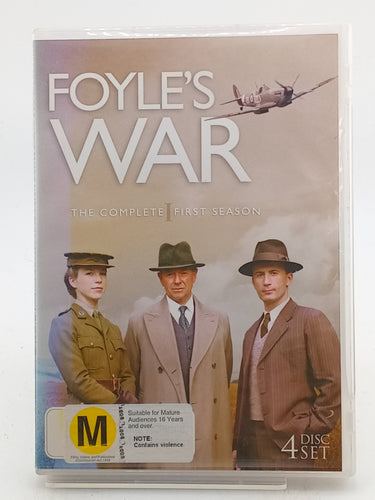 FOYLE'S
WAR
THE COMPLETE 1 FIRST SEASON
M
Suitable for Mature
Audiences 16 Years
and over.
NOTE:
Contains violence
4 DISC
SET